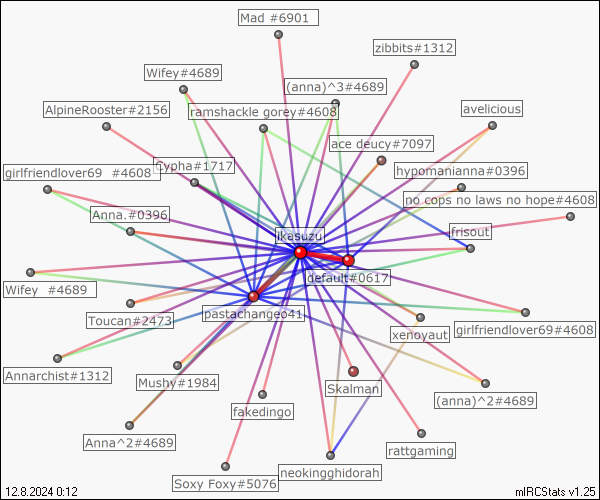 Mad #6901
zibbits#1312
Wifey#4689
(anna)^3#4689
AlpineRooster#2156
ramshackle gorey#4608
avelicious
ace deucy#7097
Cypha#1717
hypomanianna#0396
girlfriendlover69 #4608
no cops no laws no hope#4608
Anna.#0396
ikasuzu
frisout
default#0617
Wifey #4689
Toucan#2473
pastachangeo41
xenoyaut
girlfriendlover69#4608
Annarchist#1312
Mushy#1984
Skalman
(anna)^2#4689
fakedingo
Anna^2#4689
rattgaming
Soxy Foxy#5076
neokingghidorah
12.8.2024 0:12
mIRCStats v1.25